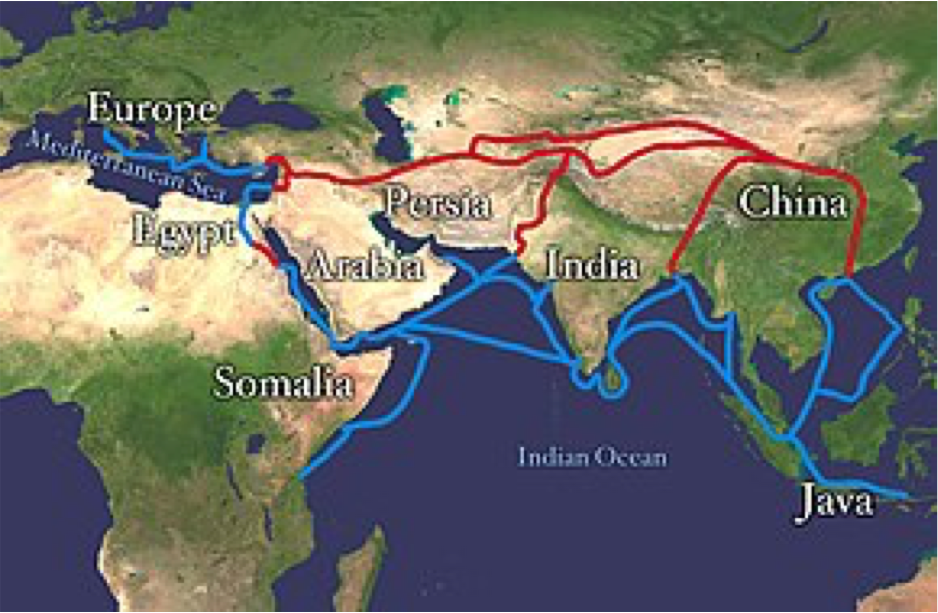 Europe
Mediterranean Sea
Persia
China
Egypt
Arabia
India
Somalia
Indian Ocean
Java